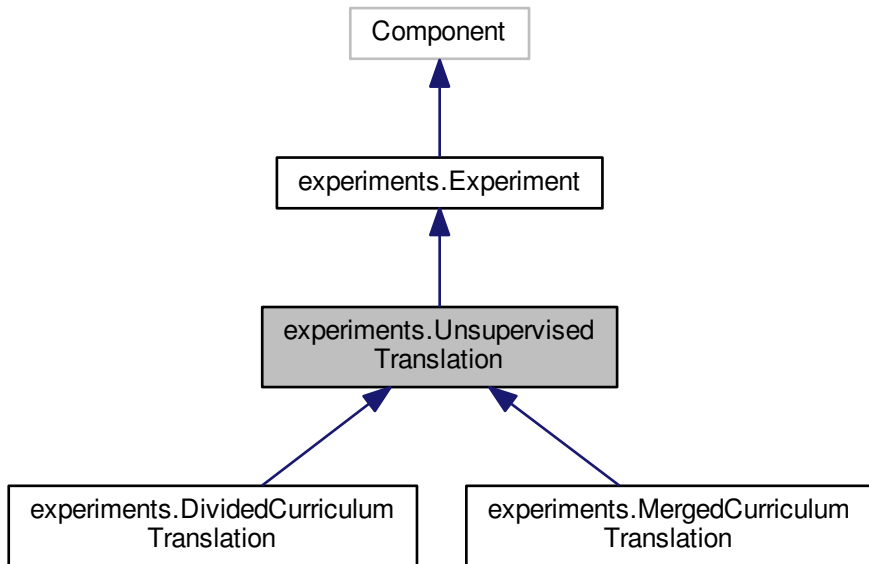 Component
experiments.Experiment
experiments.Unsupervised
Translation
experiments.DividedCurriculum
Translation
experiments.MergedCurriculum
Translation